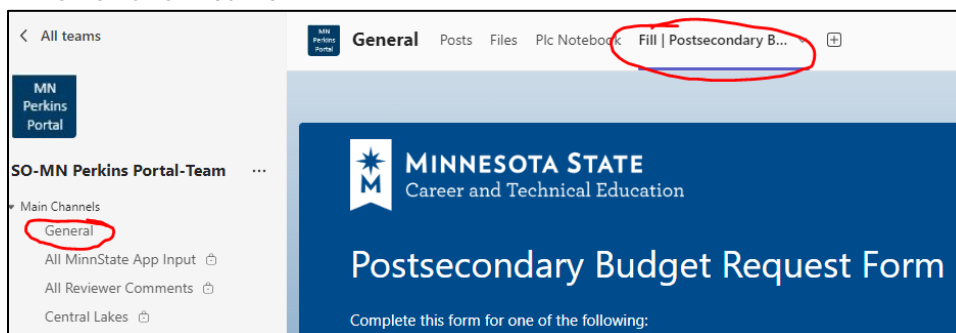 All teams
MN
Perkins
Portal
SO-MN Perkins Portal-Team ...
Main Channels
General
All MinnState App Input
All Reviewer Comments
Central Lakes
MN
Perkins
Portal
General Posts Files Plc Notebook Fill | Postsecondary B...
M
MINNESOTA STATE
Career and Technical Education
Postsecondary Budget Request Form
Complete this form for one of the following: